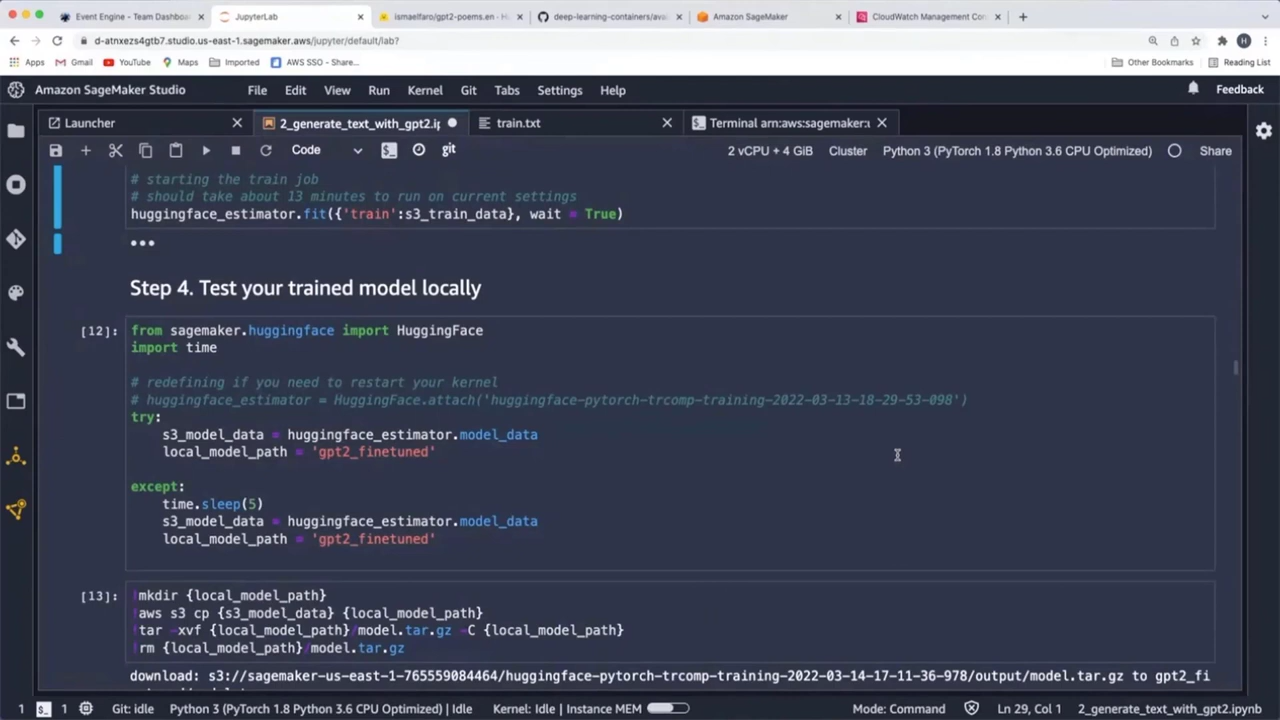 Event Engine - Team Dashboa
JupyterLab
ismaelfaro/gpt2-poems.en · Hu
deep-learning-containers/avai
Amazon SageMaker
CloudWatch Management Con
d-atnxezs4gtb7.studio.us-east-1.sagemaker.aws/jupyter/default/lab?
H
Apps
Gmail
YouTube
Maps
Imported
AWS SSO - Share...
Other Bookmarks
Reading List
Amazon SageMaker Studio
File
Edit
View
Run
Kernel
Git
Tabs
Settings
Help
Feedback
Launcher
2_generate_text_with_gpt2.ip
train.txt
Terminal arn:aws:sagemaker:u
Code
git
2 vCPU + 4 GiB
Cluster
Python 3 (PyTorch 1.8 Python 3.6 CPU Optimized)
Share
# starting the train job
# should take about 13 minutes to run on current settings
huggingface_estimator.fit({'train':s3_train_data}, wait = True)
•••
Step 4. Test your trained model locally
[12]:
from sagemaker.huggingface import HuggingFace
import time
# redefining if you need to restart your kernel
# huggingface_estimator = HuggingFace.attach('huggingface-pytorch-trcomp-training-2022-03-13-18-29-53-098')
try:
s3_model_data = huggingface_estimator.model_data
local_model_path = 'gpt2_finetuned'
except:
time.sleep(5)
s3_model_data = huggingface_estimator.model_data
local_model_path = 'gpt2_finetuned'
[13]:
!mkdir {local_model_path}
!aws s3 cp {s3_model_data} {local_model_path}
!tar -xvf {local_model_path}/model.tar.gz -C {local_model_path}
!rm {local_model_path}/model.tar.gz
download: s3://sagemaker-us-east-1-765559084464/huggingface-pytorch-trcomp-training-2022-03-14-17-11-36-978/output/model.tar.gz to gpt2_fi
1
$_
1
Git: idle
Python 3 (PyTorch 1.8 Python 3.6 CPU Optimized) | Idle
Kernel: Idle | Instance MEM
Mode: Command
Ln 29, Col 1
2_generate_text_with_gpt2.ipynb